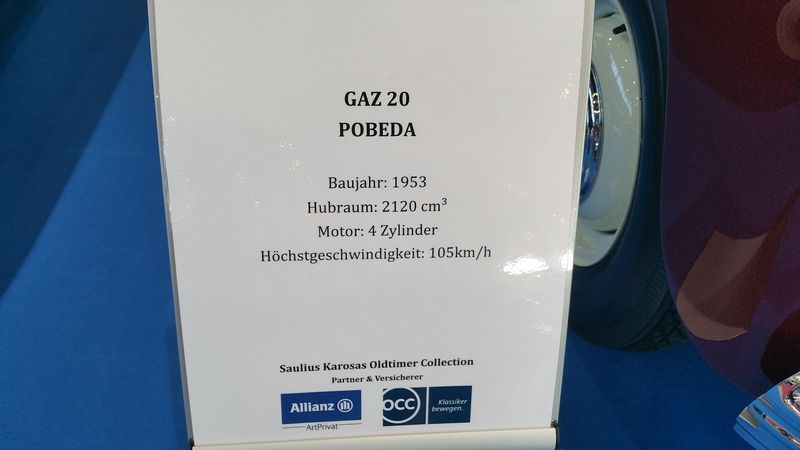 GAZ 20
POBEDA
Baujahr: 1953
Hubraum: 2120 cm³
Motor: 4 Zylinder
Höchstgeschwindigkeit: 105km/h
Saulius Karosas Oldtimer Collection
Partner & Versicherer
Allianz
ArtPrivat
OCC
Klassiker
bewegen.